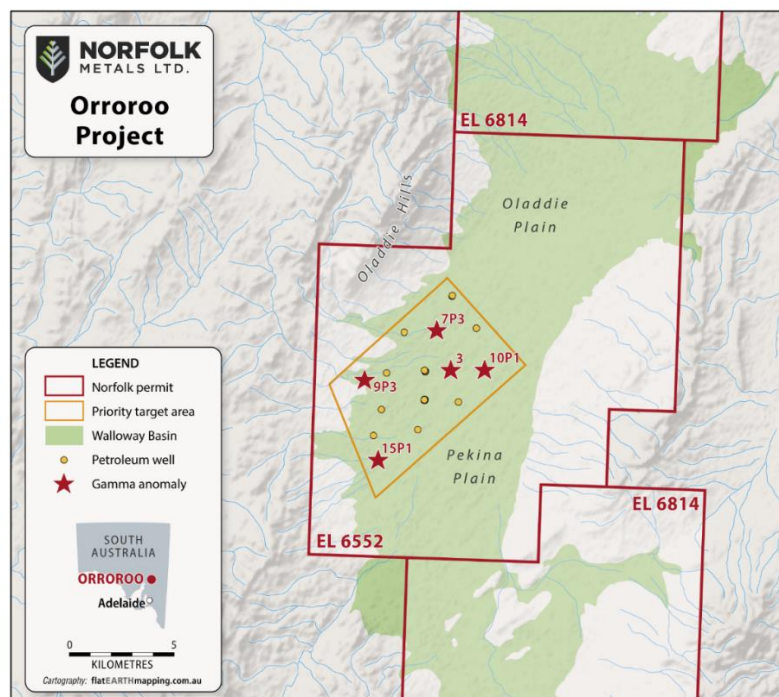 NORFOLK
METALS LTD.
Orroroo
Project
EL 6814
Oladdie
Plain
Oladdie Hills
7P3
3
10P1
9P3
15P1
Pekina
Plain
EL 6552
EL 6814
LEGEND
Norfolk permit
Priority target area
Walloway Basin
Petroleum well
Gamma anomaly
SOUTH
AUSTRALIA
ORROROO
Adelaide
0
5
KILOMETRES
Cartography: flatEARTHmapping.com.au